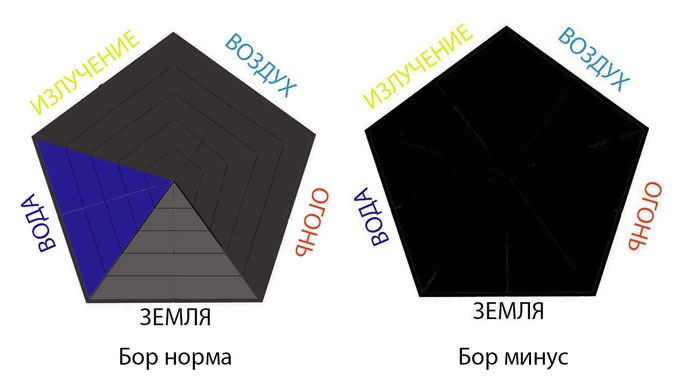 ИЗЛУЧЕНИЕ
ВОЗДУХ
ВОДА
ОГОНЬ
ЗЕМЛЯ
Бор норма
ИЗЛУЧЕНИЕ
ВОЗДУХ
ВОДА
ОГОНЬ
ЗЕМЛЯ
Бор минус